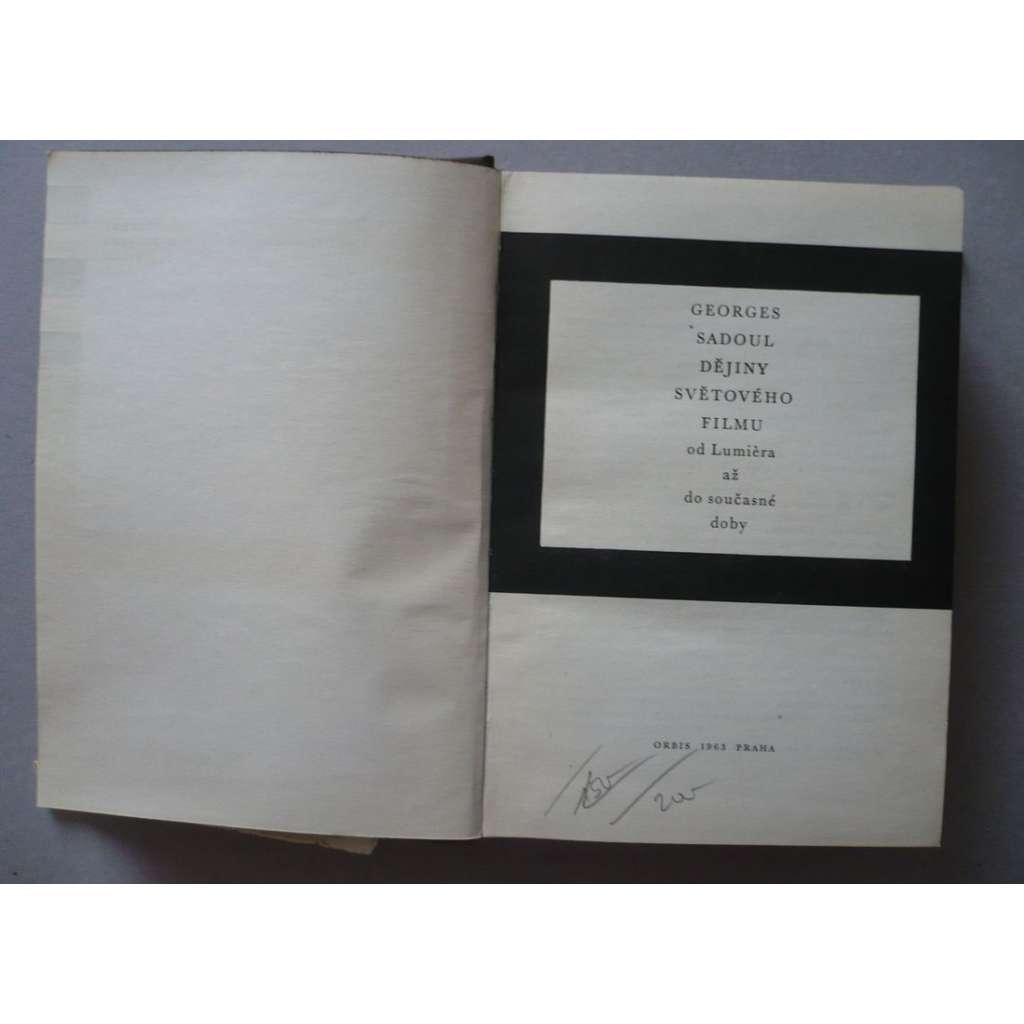 GEORGES
SADOUL
DĚJINY
SVĚTOVÉHO
FILMU
od Lumièra
až
do současné
doby
ORBIS 1963 PRAHA